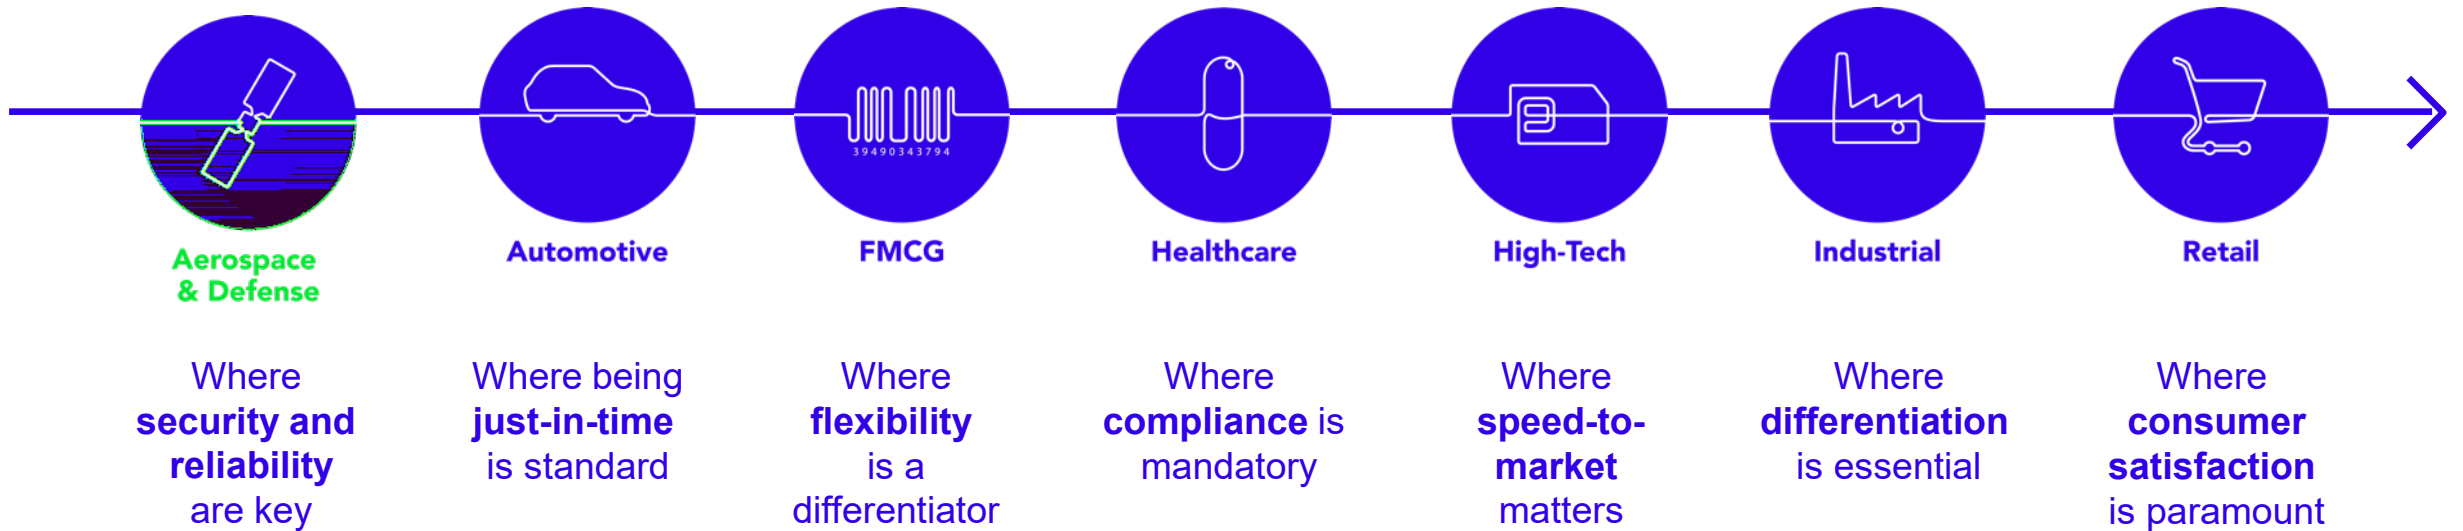 39490343794
Aerospace
& Defense
Automotive
FMCG
Healthcare
High-Tech
Industrial
Retail
Where
security and
reliability
are key
Where being
just-in-time
is standard
Where
flexibility
is a
differentiator
Where
compliance is
mandatory
Where
speed-to-
market
matters
Where
differentiation
is essential
Where
consumer
satisfaction
is paramount